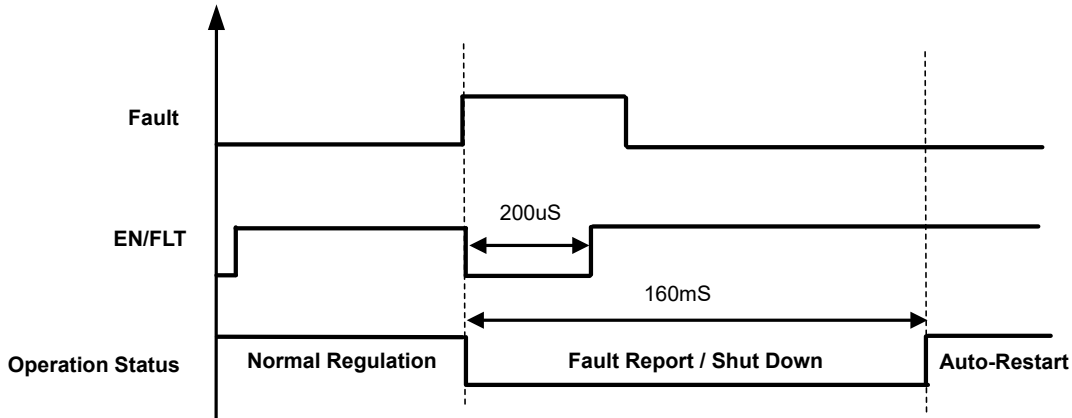 Fault
200uS
EN/FLT
160mS
Operation Status
Normal Regulation
Fault Report / Shut Down
Auto-Restart